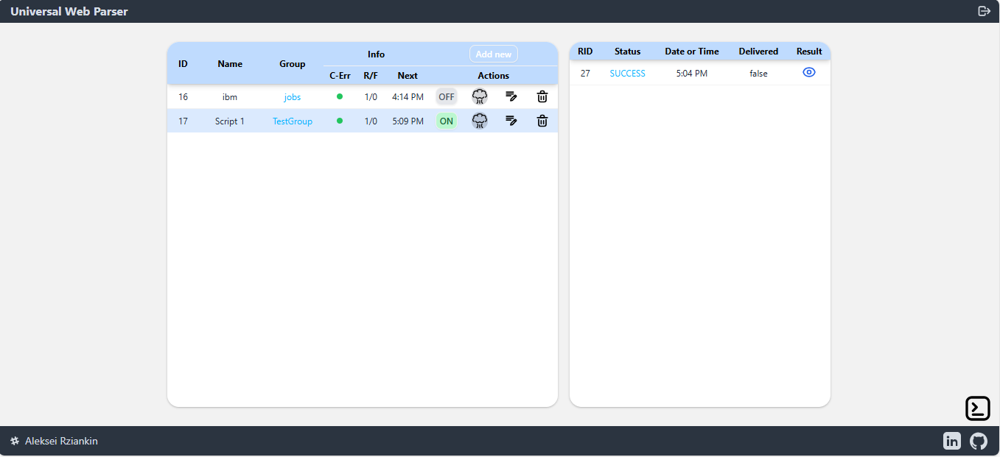 Universal Web Parser
ID Name Group Info Add new
C-Err R/F Next Actions
16 ibm jobs 1/0 4:14 PM OFF
17 Script 1 TestGroup 1/0 5:09 PM ON
RID Status Date or Time Delivered Result
27 SUCCESS 5:04 PM false
Aleksei Rziankin
in